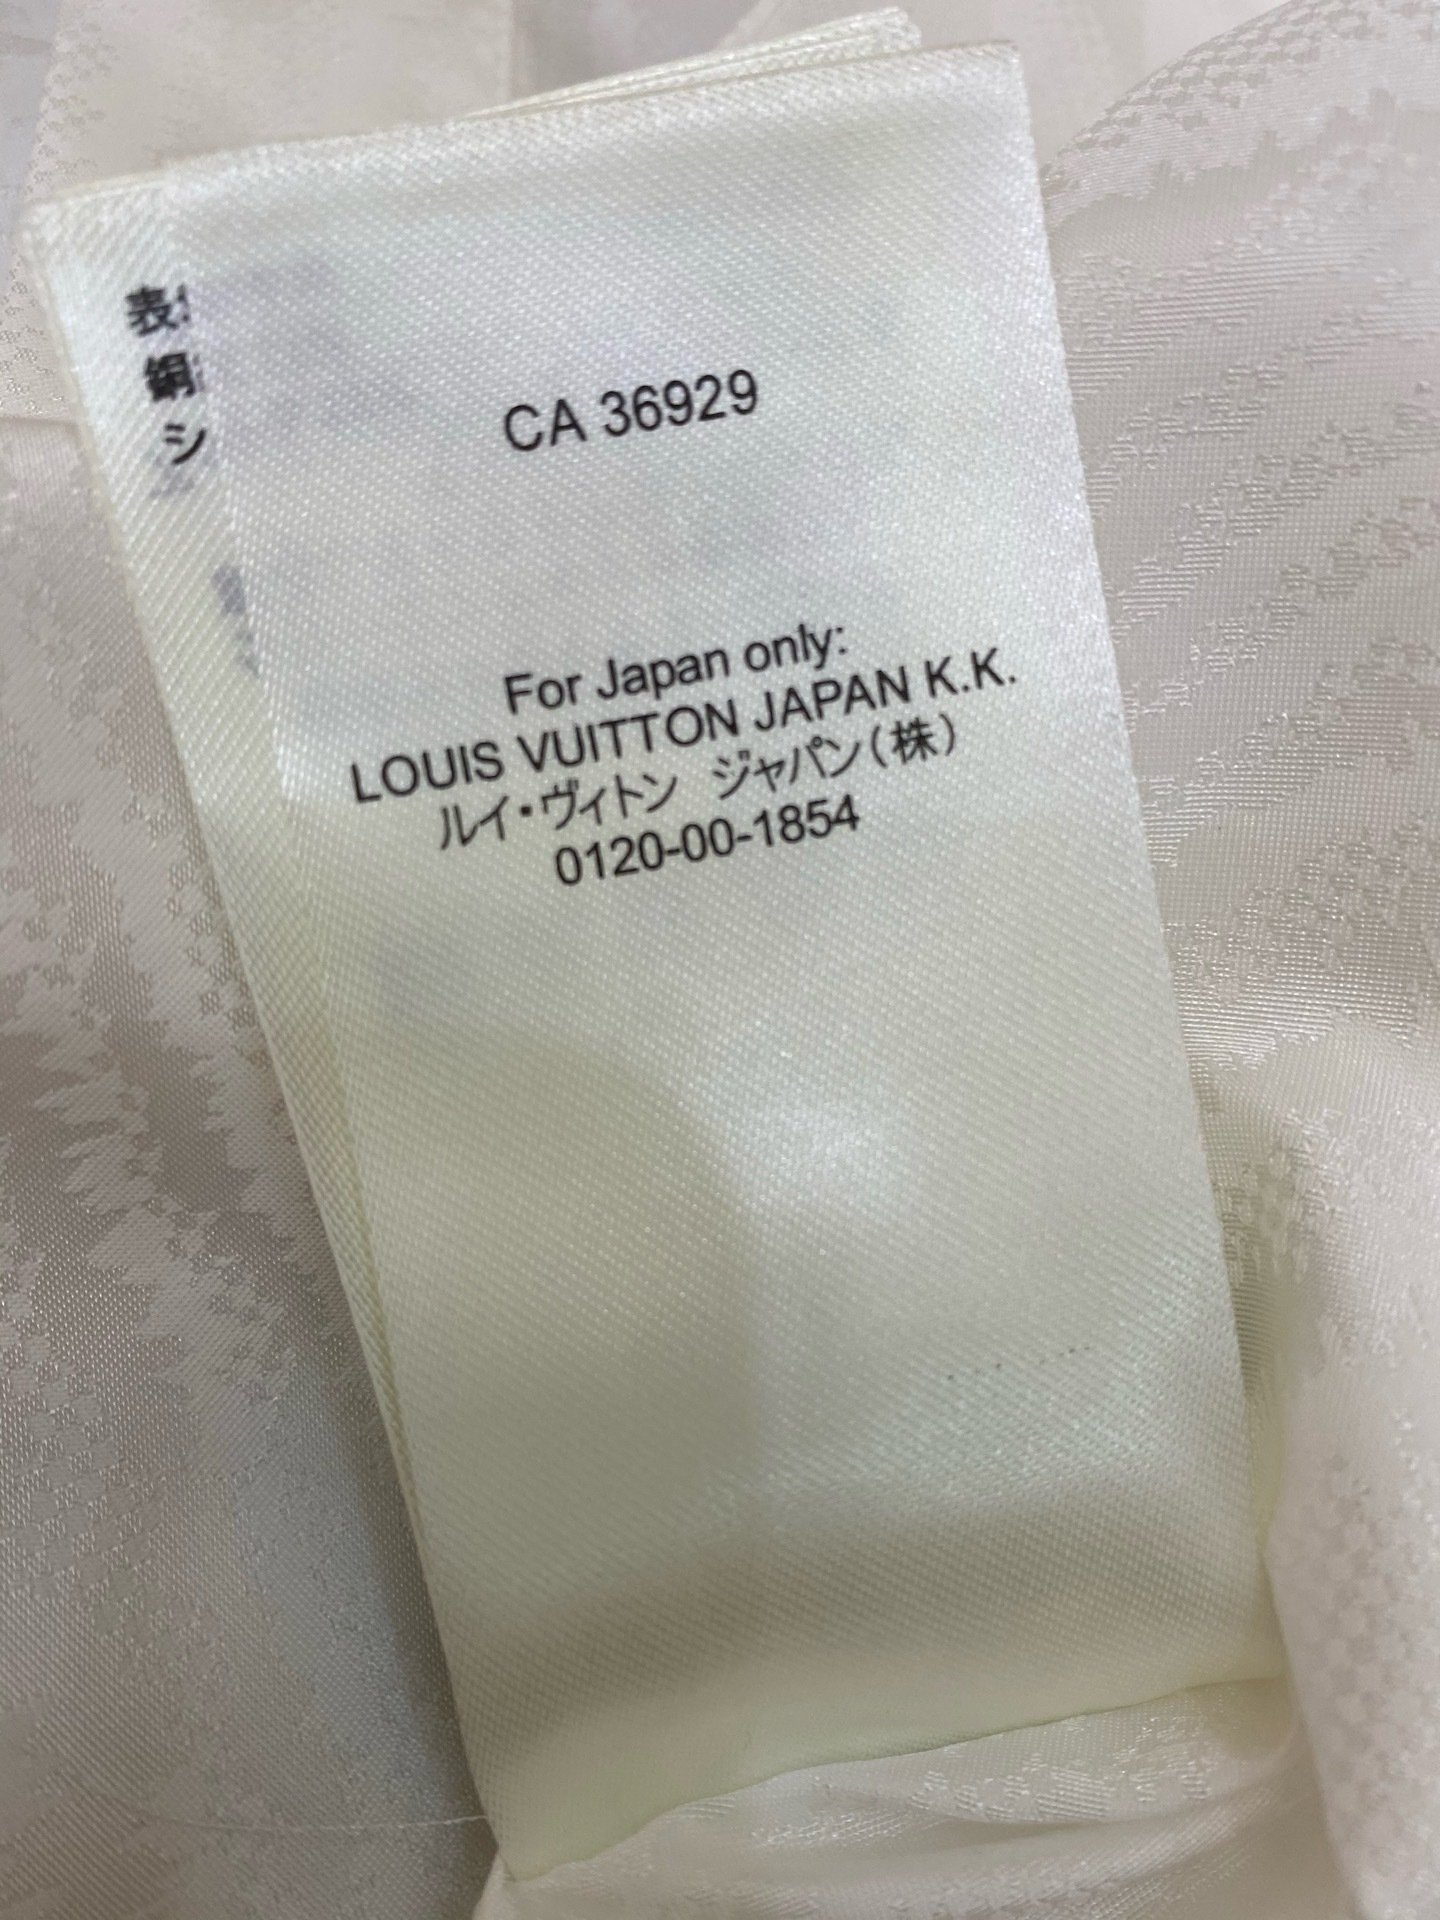 表
銅
シ
CA 36929
For Japan only:
LOUIS VUITTON JAPAN K.K.
ルイ・ヴィトン ジャパン(株)
0120-00-1854